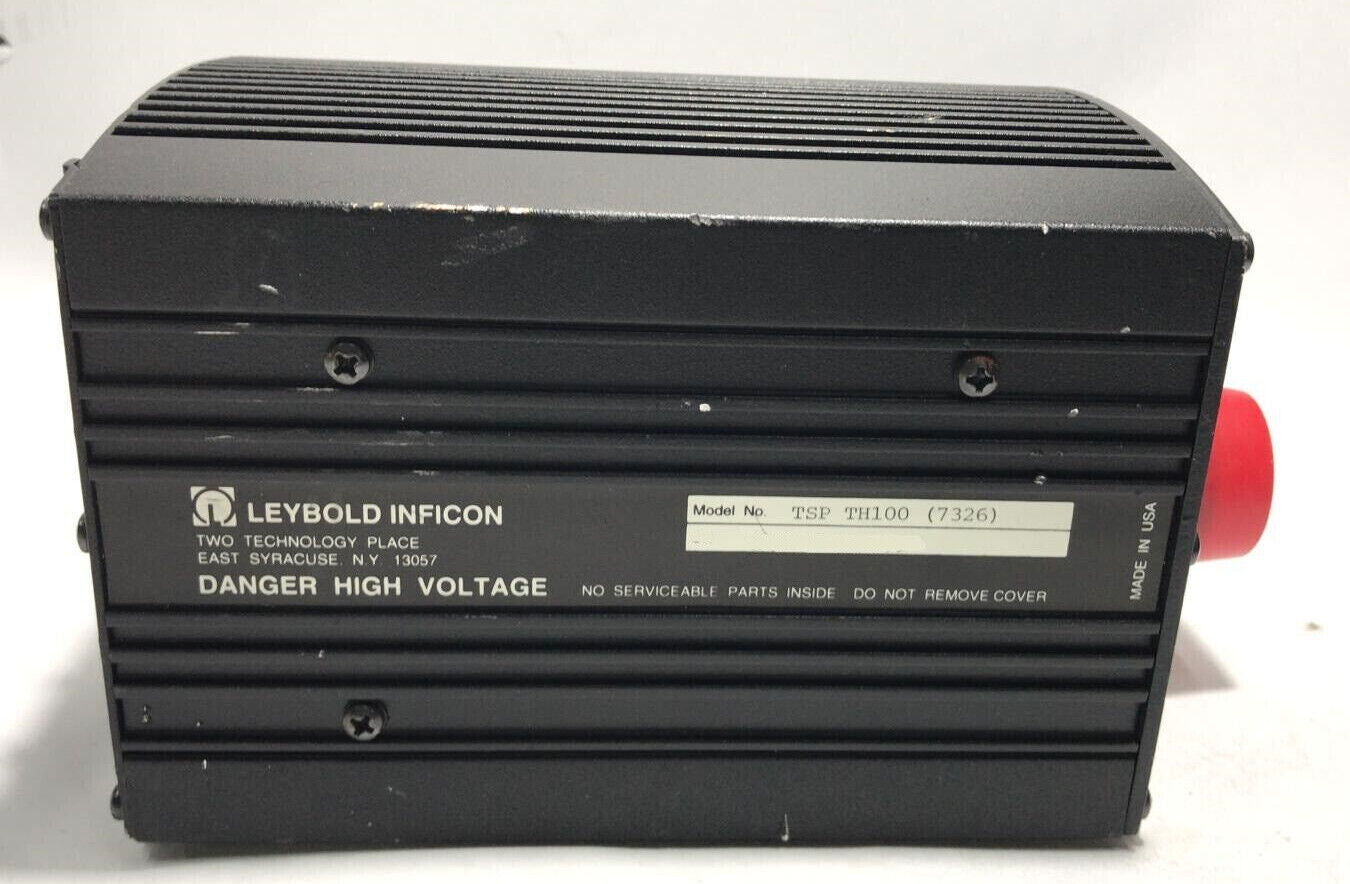 LEYBOLD INFICON
TWO TECHNOLOGY PLACE
EAST SYRACUSE. N.Y. 13057
DANGER HIGH VOLTAGE
Model No. TSP TH100 (7326)
NO SERVICEABLE PARTS INSIDE DO NOT REMOVE COVER
MADE IN USA